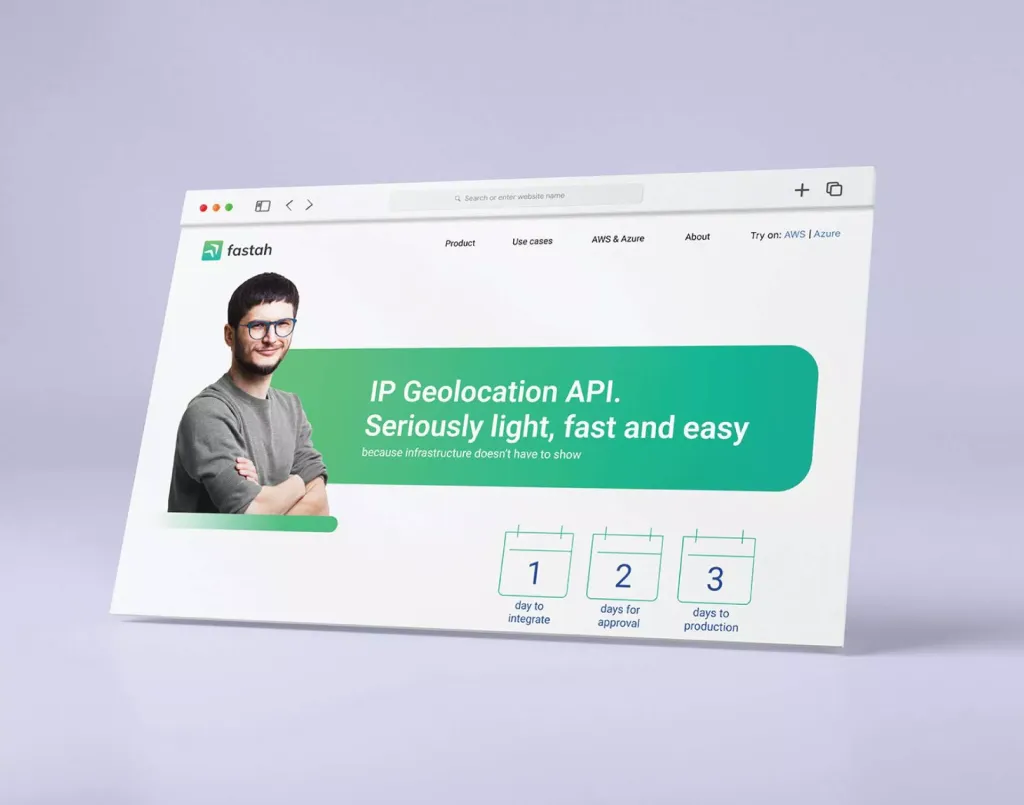 Search or enter website name
fastah
Product
Use cases
AWS & Azure
About
Try on: AWS | Azure
IP Geolocation API.
Seriously light, fast and easy
because infrastructure doesn't have to show
1
day to
integrate
2
days for
approval
3
days to
production